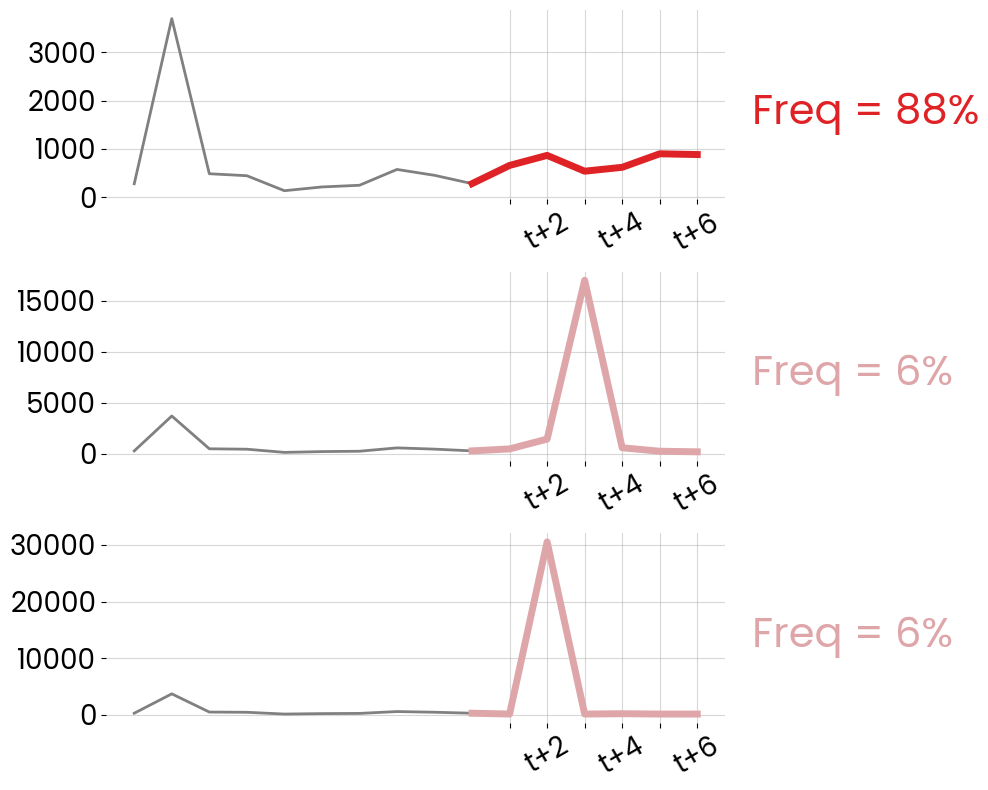 3000
2000
1000
0
t+2 t+4 t+6
Freq = 88%
15000
10000
5000
0
t+2 t+4 t+6
Freq = 6%
30000
20000
10000
0
t+2 t+4 t+6
Freq = 6%